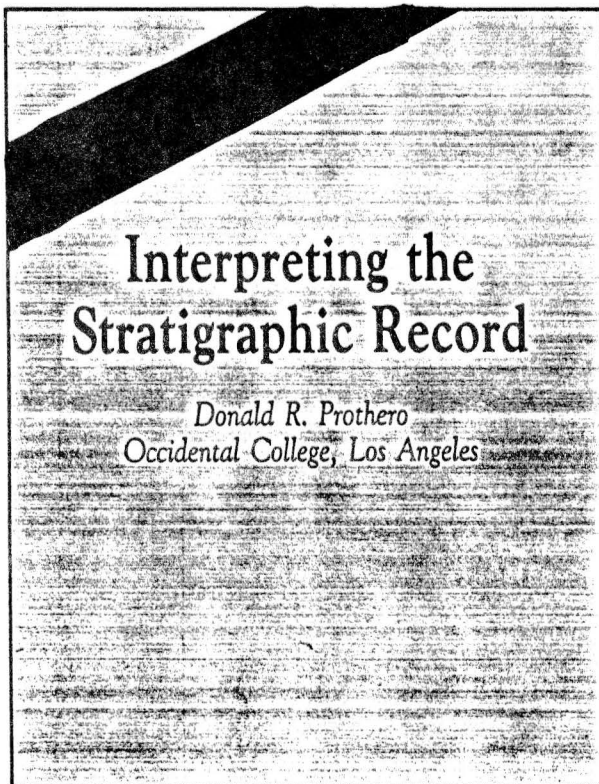 Interpreting the
Stratigraphic Record
Donald R. Prothero
Occidental College, Los Angeles